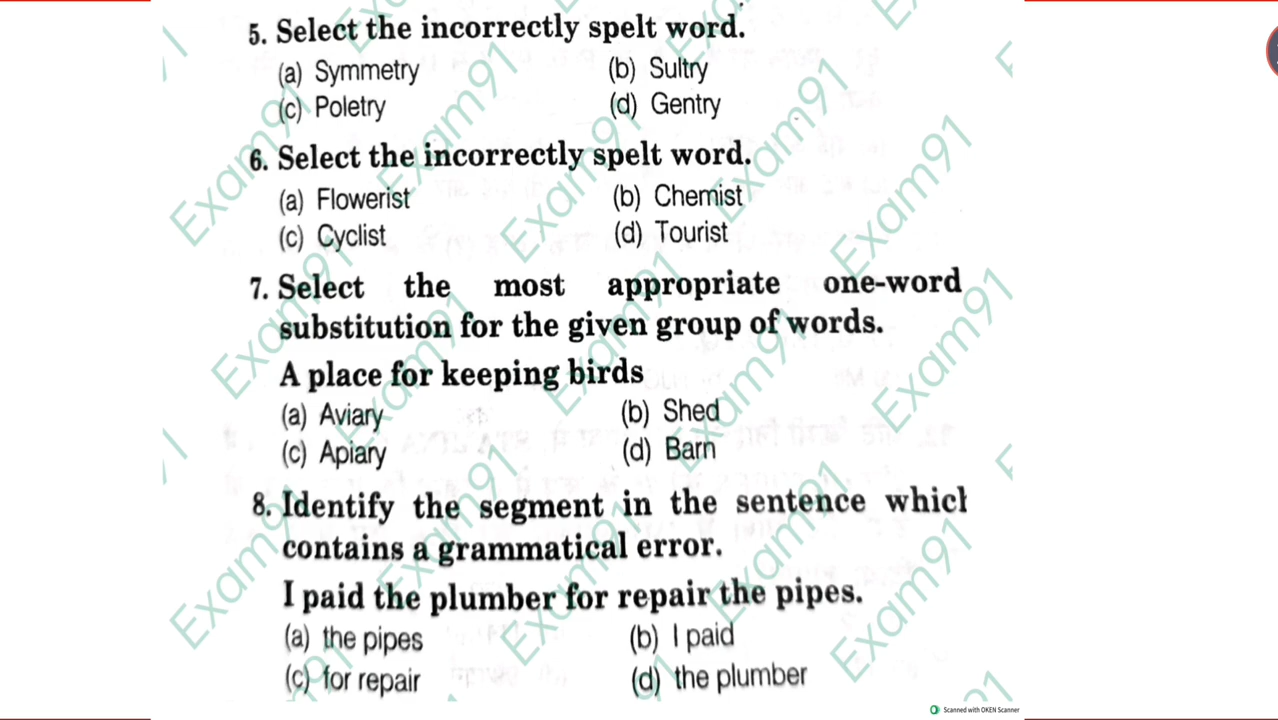 5. Select the incorrectly spelt word.
(a) Symmetry (b) Sultry
(c) Poletry (d) Gentry
6. Select the incorrectly spelt word.
(a) Flowerist (b) Chemist
(c) Cyclist (d) Tourist
7. Select the most appropriate one-word
substitution for the given group of words.
A place for keeping birds
(a) Aviary (b) Shed
(c) Apiary (d) Barn
8. Identify the segment in the sentence which
contains a grammatical error.
I paid the plumber for repair the pipes.
(a) the pipes (b) I paid
(c) for repair (d) the plumber
Exam91
Scanned with OKEN Scanner